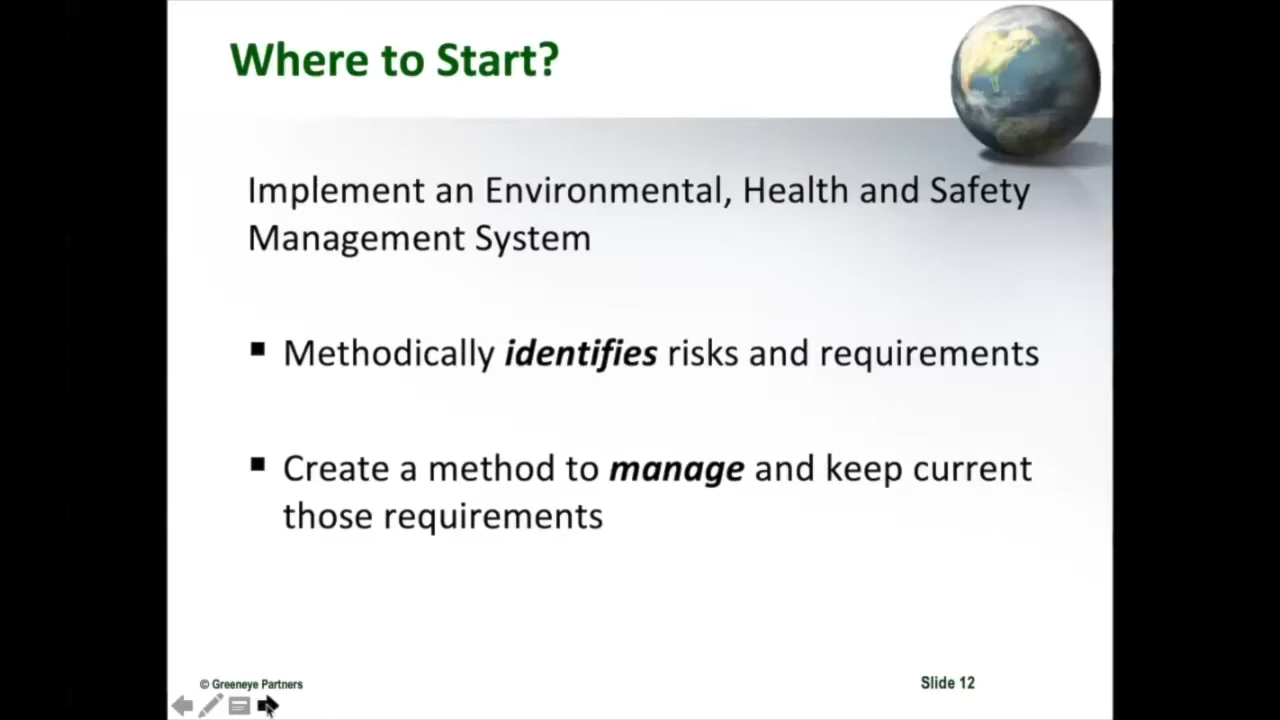 Where to Start?
Implement an Environmental, Health and Safety
Management System
▪ Methodically identifies risks and requirements
▪ Create a method to manage and keep current
those requirements
© Greeneye Partners
Slide 12